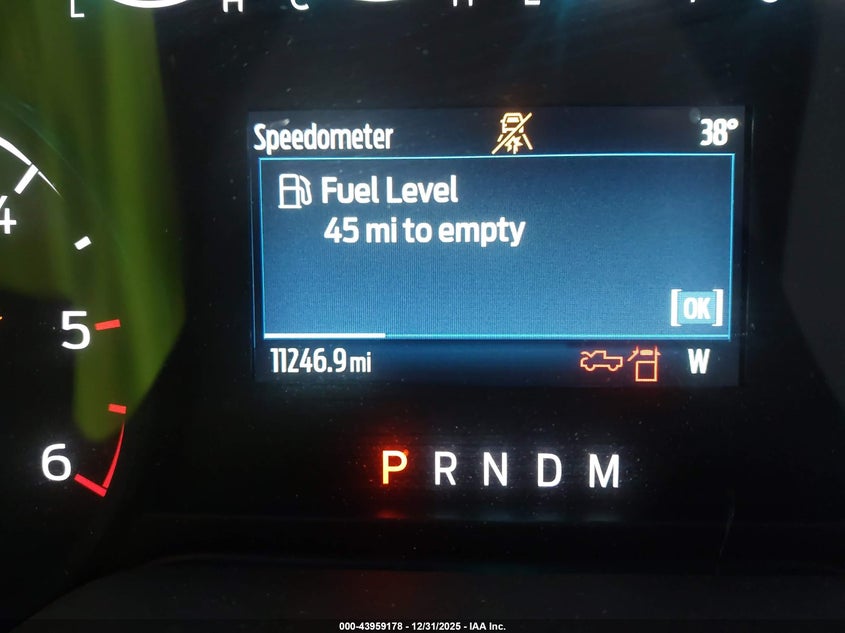 Speedometer 38°
Fuel Level
45 mi to empty
[OK]
11246.9 mi W
4
5
6
P R N D M
000-43959178 - 12/31/2025 - IAA Inc.